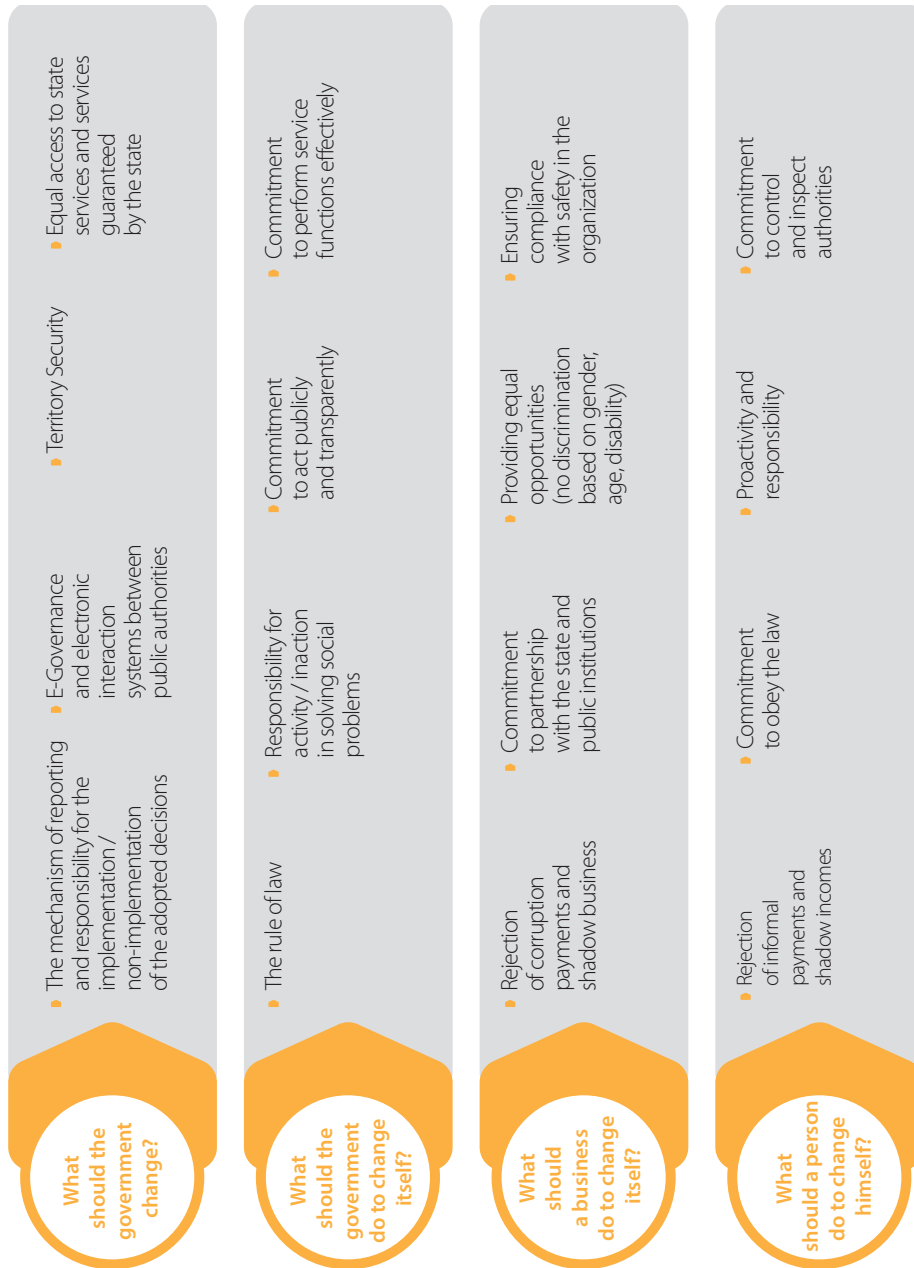 What
should the
government
change?
The mechanism of reporting
and responsibility for the
implementation /
non-implementation
of the adopted decisions
E-Governance
and electronic
interaction
systems between
public authorities
Territory Security
Equal access to state
services and services
guaranteed
by the state
What
should the
government
do to change
itself?
The rule of law
Responsibility for
activity / inaction
in solving social
problems
Commitment
to act publicly
and transparently
Commitment
to perform service
functions effectively
What
should
a business
do to change
itself?
Rejection
of corruption
payments and
shadow business
Commitment
to partnership
with the state and
public institutions
Providing equal
opportunities
(no discrimination
based on gender,
age, disability)
Ensuring
compliance
with safety in the
organization
What
should a person
do to change
himself?
Rejection
of informal
payments and
shadow incomes
Commitment
to obey the law
Proactivity and
responsibility
Commitment
to control
and inspect
authorities